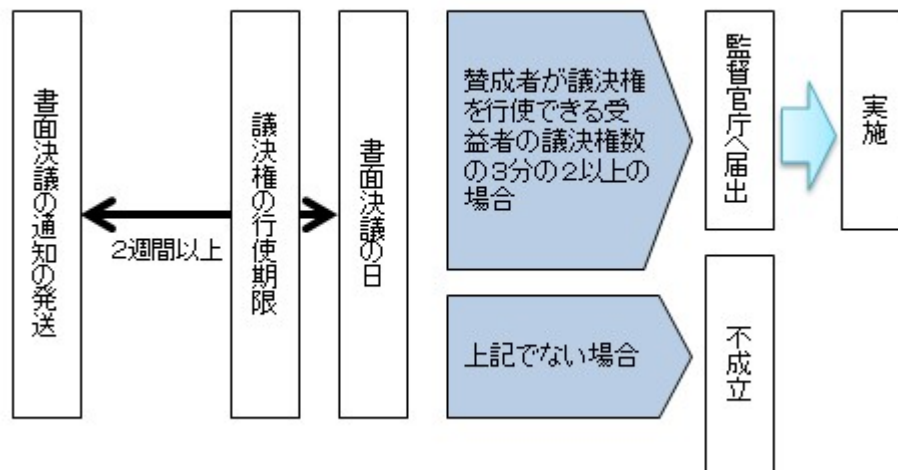 書面決議の通知の発送
2週間以上
議決権の行使期限
書面決議の日
賛成者が議決権
を行使できる受
益者の議決権数
の3分の2以上の
場合
監督官庁へ届出
実施
上記でない場合
不成立